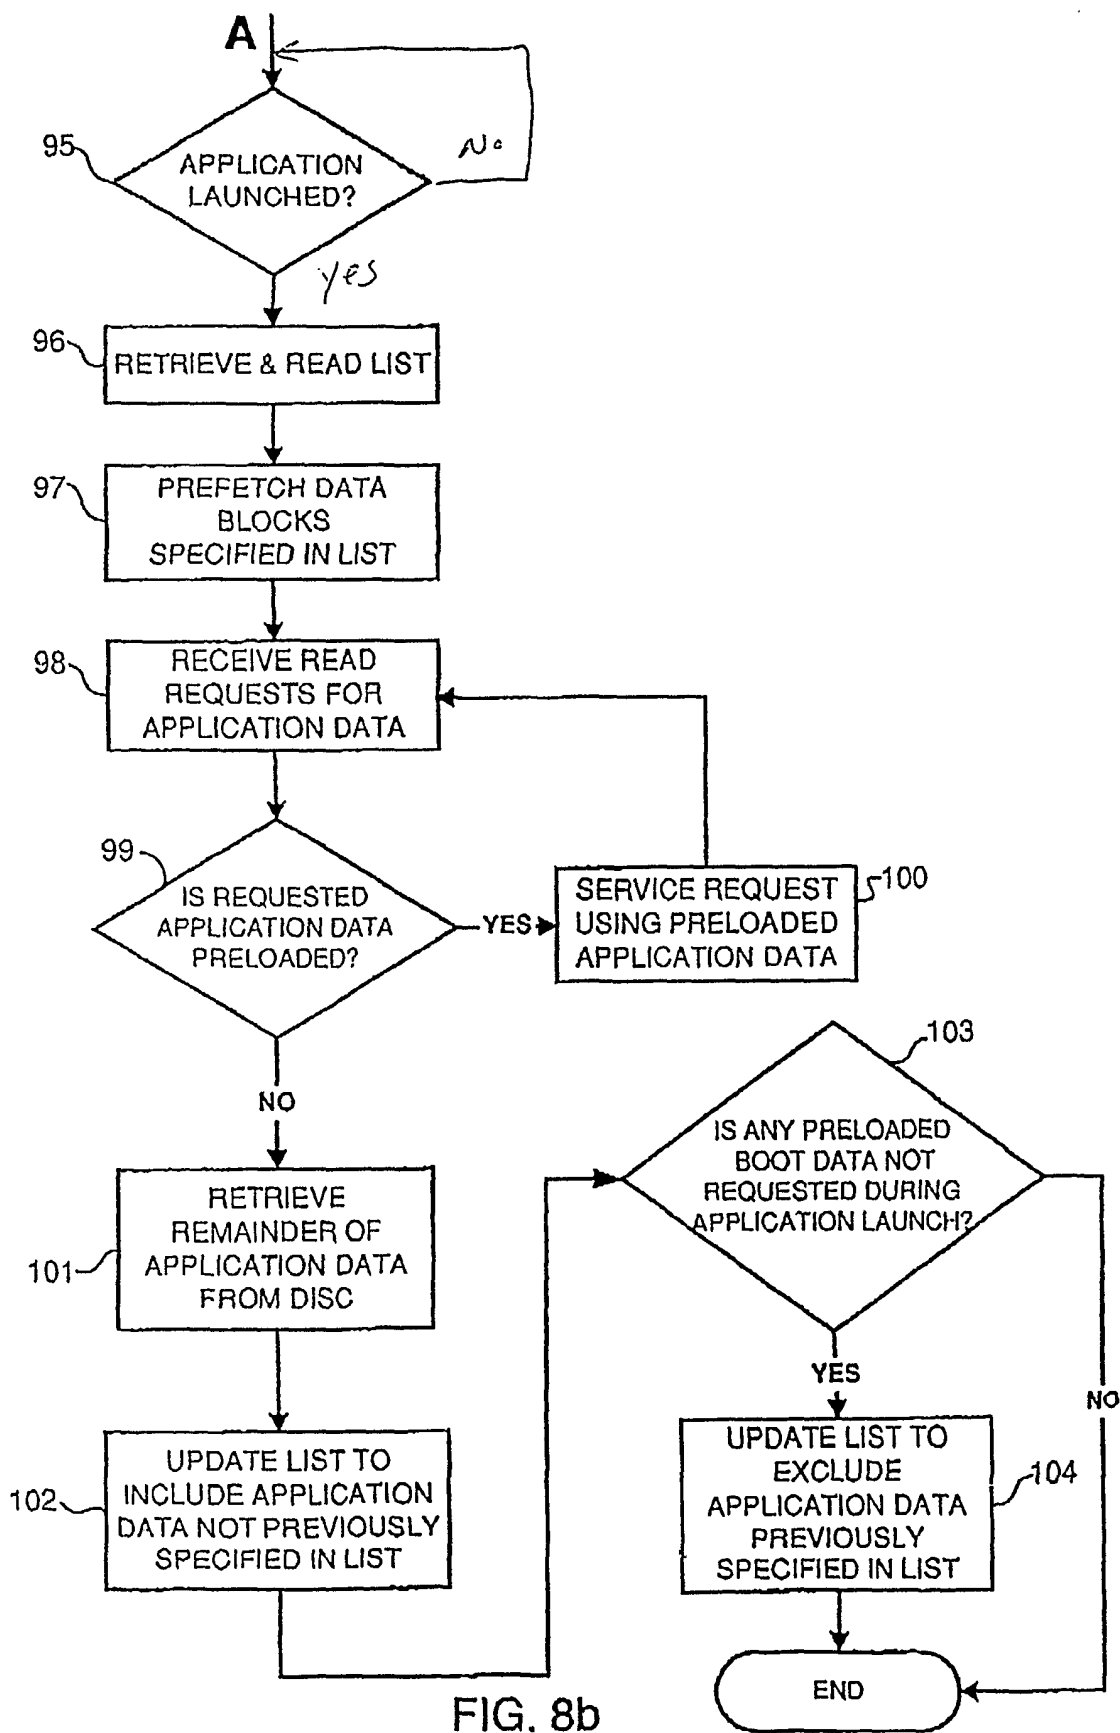 A
95
APPLICATION
LAUNCHED?
No
yes
96
RETRIEVE & READ LIST
97
PREFETCH DATA
BLOCKS
SPECIFIED IN LIST
98
RECEIVE READ
REQUESTS FOR
APPLICATION DATA
99
IS REQUESTED
APPLICATION DATA
PRELOADED?
YES
100
SERVICE REQUEST
USING PRELOADED
APPLICATION DATA
NO
101
RETRIEVE
REMAINDER OF
APPLICATION DATA
FROM DISC
102
UPDATE LIST TO
INCLUDE APPLICATION
DATA NOT PREVIOUSLY
SPECIFIED IN LIST
103
IS ANY PRELOADED
BOOT DATA NOT
REQUESTED DURING
APPLICATION LAUNCH?
YES
NO
UPDATE LIST TO
EXCLUDE
APPLICATION DATA
PREVIOUSLY
SPECIFIED IN LIST
104
END
FIG. 8b